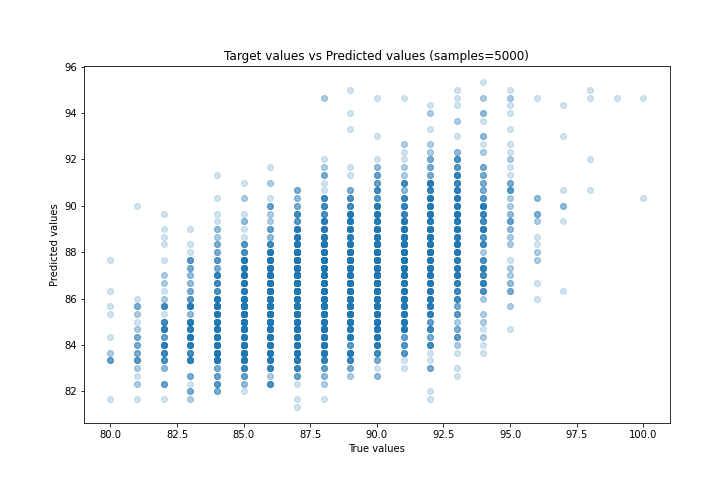 Target values vs Predicted values (samples=5000)
96
94
92
90
88
86
84
82
Predicted values
80.0 82.5 85.0 87.5 90.0 92.5 95.0 97.5 100.0
True values